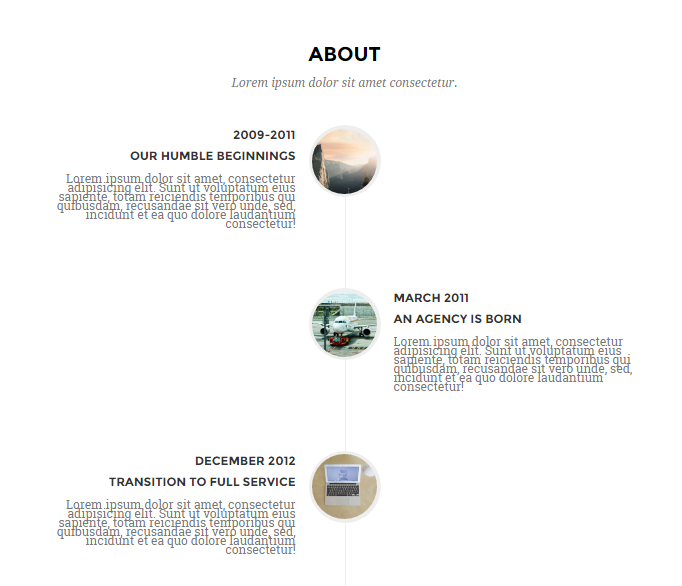 ABOUT
Lorem ipsum dolor sit amet consectetur.
2009-2011
OUR HUMBLE BEGINNINGS
Lorem ipsum dolor sit amet, consectetur
adipisicing elit. Sunt ut voluptatum eius
sapiente, totam reiciendis temporibus qui
quibusdam, recusandae sit vero unde, sed,
incidunt et ea quo dolore laudantium
consectetur!
MARCH 2011
AN AGENCY IS BORN
Lorem ipsum dolor sit amet, consectetur
adipisicing elit. Sunt ut voluptatum eius
sapiente, totam reiciendis temporibus qui
quibusdam, recusandae sit vero unde, sed,
incidunt et ea quo dolore laudantium
consectetur!
DECEMBER 2012
TRANSITION TO FULL SERVICE
Lorem ipsum dolor sit amet, consectetur
adipisicing elit. Sunt ut voluptatum eius
sapiente, totam reiciendis temporibus qui
quibusdam, recusandae sit vero unde, sed,
incidunt et ea quo dolore laudantium
consectetur!